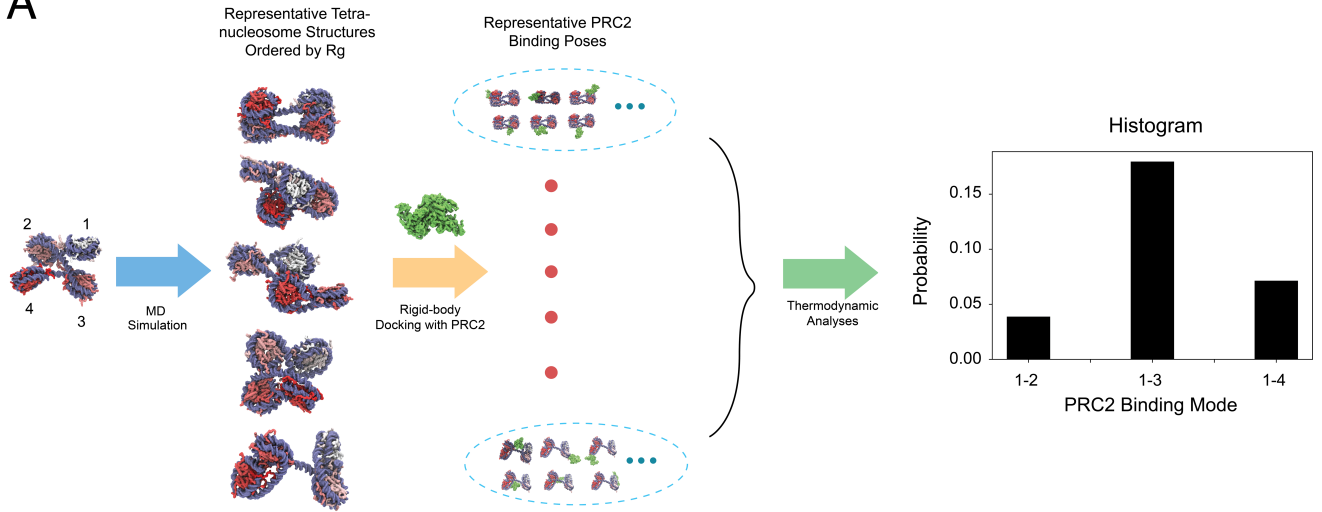 A
Representative Tetra-
nucleosome Structures
Ordered by Rg
Representative PRC2
Binding Poses
2
1
4
3
MD
Simulation
Rigid-body
Docking with PRC2
Thermodynamic
Analyses
Histogram
Probability
0.15
0.10
0.05
0.00
1-2
1-3
1-4
PRC2 Binding Mode